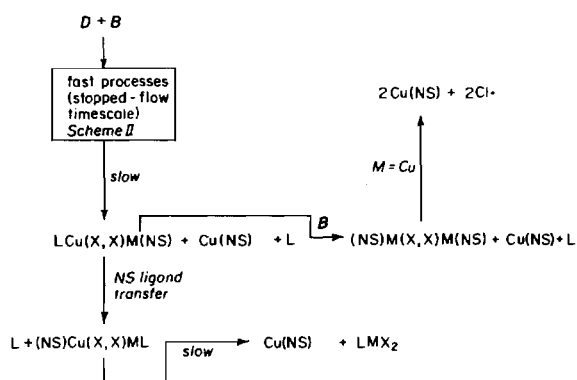 D + B
fast processes
(stopped-flow
timescale)
Scheme II
slow
2Cu(NS) + 2Cl•
M = Cu
B
LCu(X,X)M(NS) + Cu(NS) + L
(NS)M(X,X)M(NS) + Cu(NS)+L
NS ligand
transfer
L+(NS)Cu(X,X)ML
slow
Cu(NS) + LMX₂